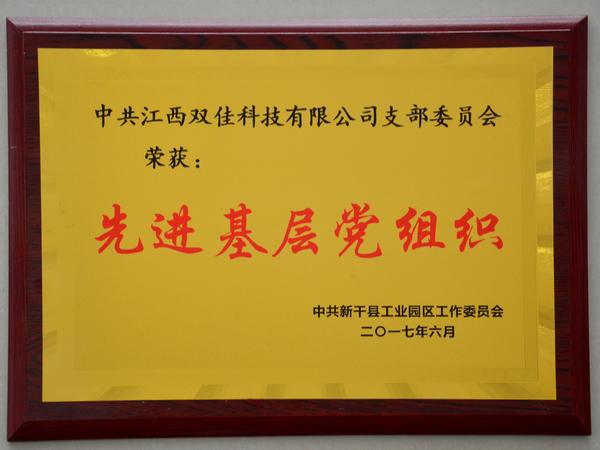 中共江西双佳科技有限公司支部委员会
荣获：
先进基层党组织
中共新干县工业园区工作委员会
二〇一七年六月